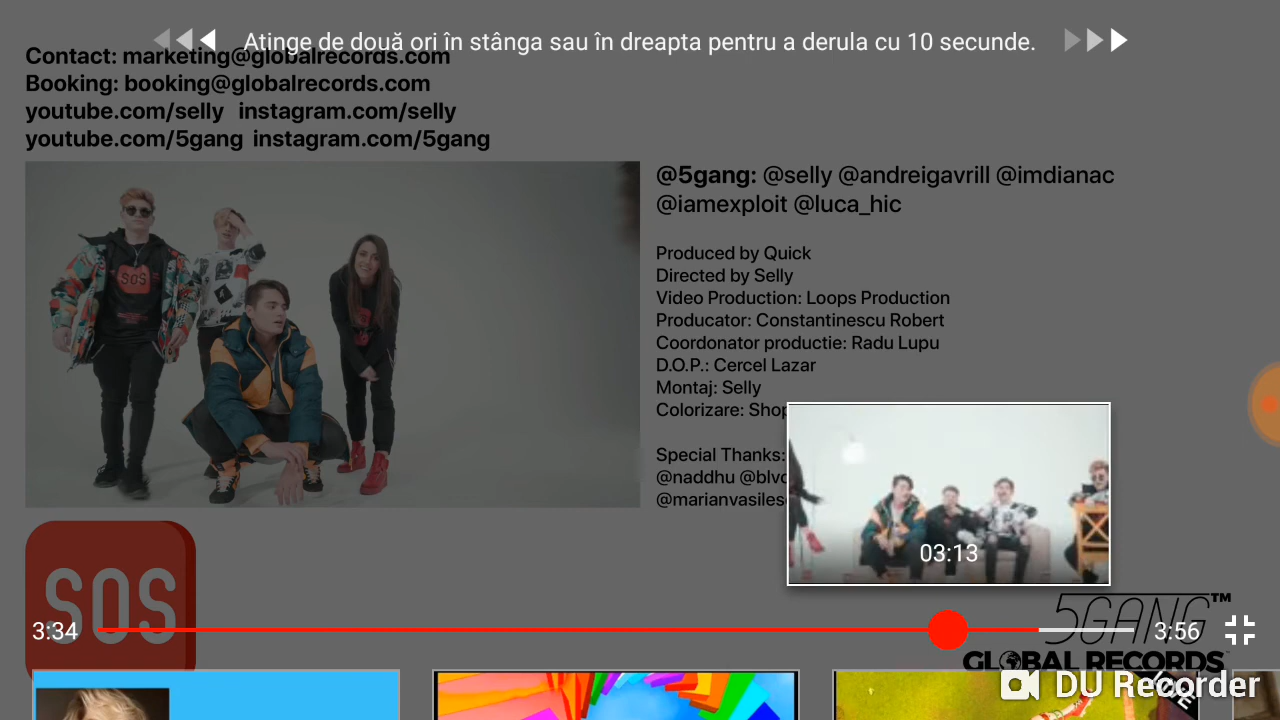 Atinge de două ori în stânga sau în dreapta pentru a derula cu 10 secunde.
Contact: marketing@globalrecords.com
Booking: booking@globalrecords.com
youtube.com/selly instagram.com/selly
youtube.com/5gang instagram.com/5gang
@5gang: @selly @andreigavrill @imdianac
@iamexploit @luca_hic
Produced by Quick
Directed by Selly
Video Production: Loops Production
Producator: Constantinescu Robert
Coordonator productie: Radu Lupu
D.O.P.: Cercel Lazar
Montaj: Selly
Colorizare:
Special Thanks:
@naddhu
SOS
03:13
SOS
5GANG™
3:34
3:56
GLOBAL RECORDS
DU Recorder